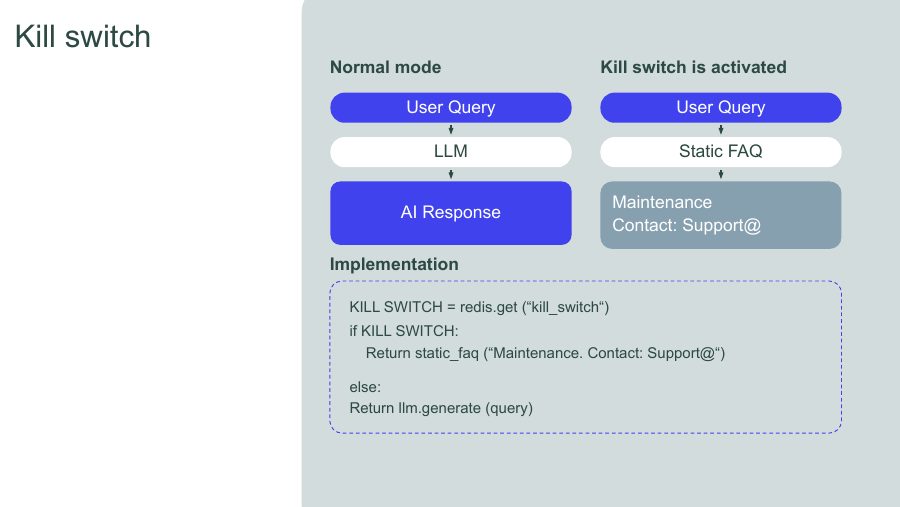 Kill switch
Normal mode
User Query
LLM
AI Response
Kill switch is activated
User Query
Static FAQ
Maintenance
Contact: Support@
Implementation
KILL SWITCH = redis.get (“kill_switch“)
if KILL SWITCH:
Return static_faq (“Maintenance. Contact: Support@“)
else:
Return llm.generate (query)